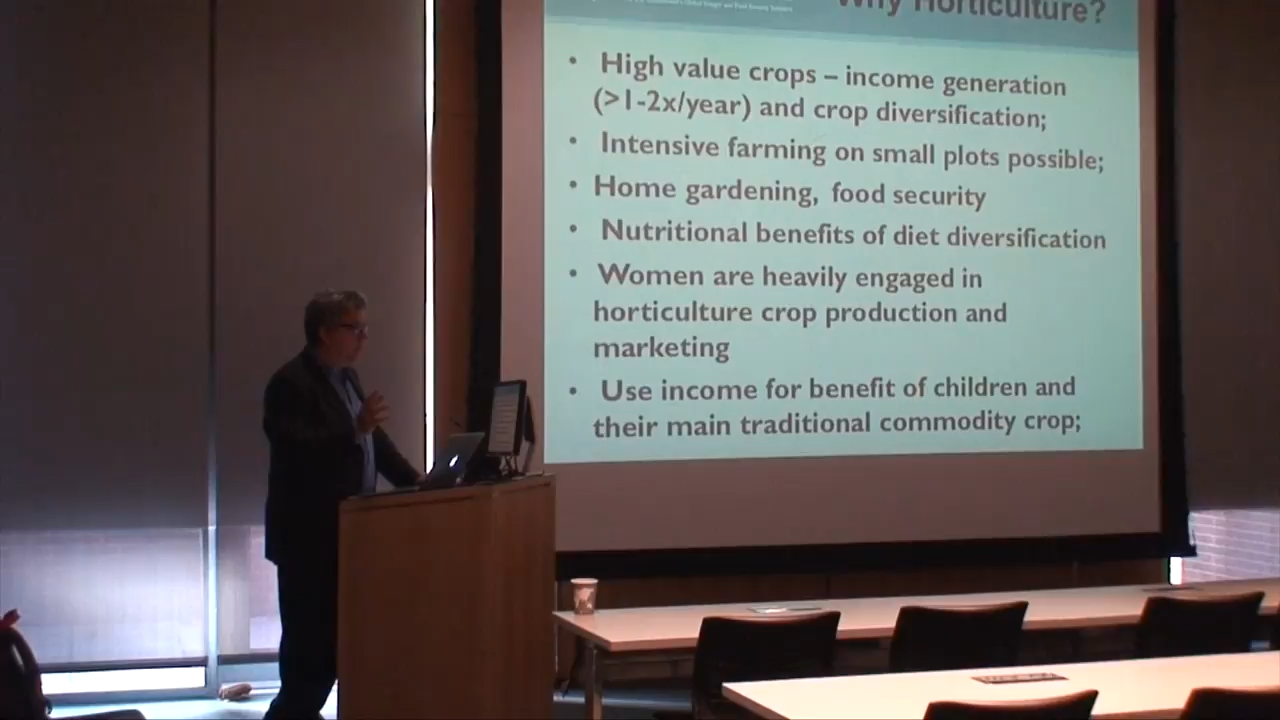 Why Horticulture?
• High value crops – income generation
(>1-2x/year) and crop diversification;
• Intensive farming on small plots possible;
• Home gardening, food security
• Nutritional benefits of diet diversification
• Women are heavily engaged in
horticulture crop production and
marketing
• Use income for benefit of children and
their main traditional commodity crop;